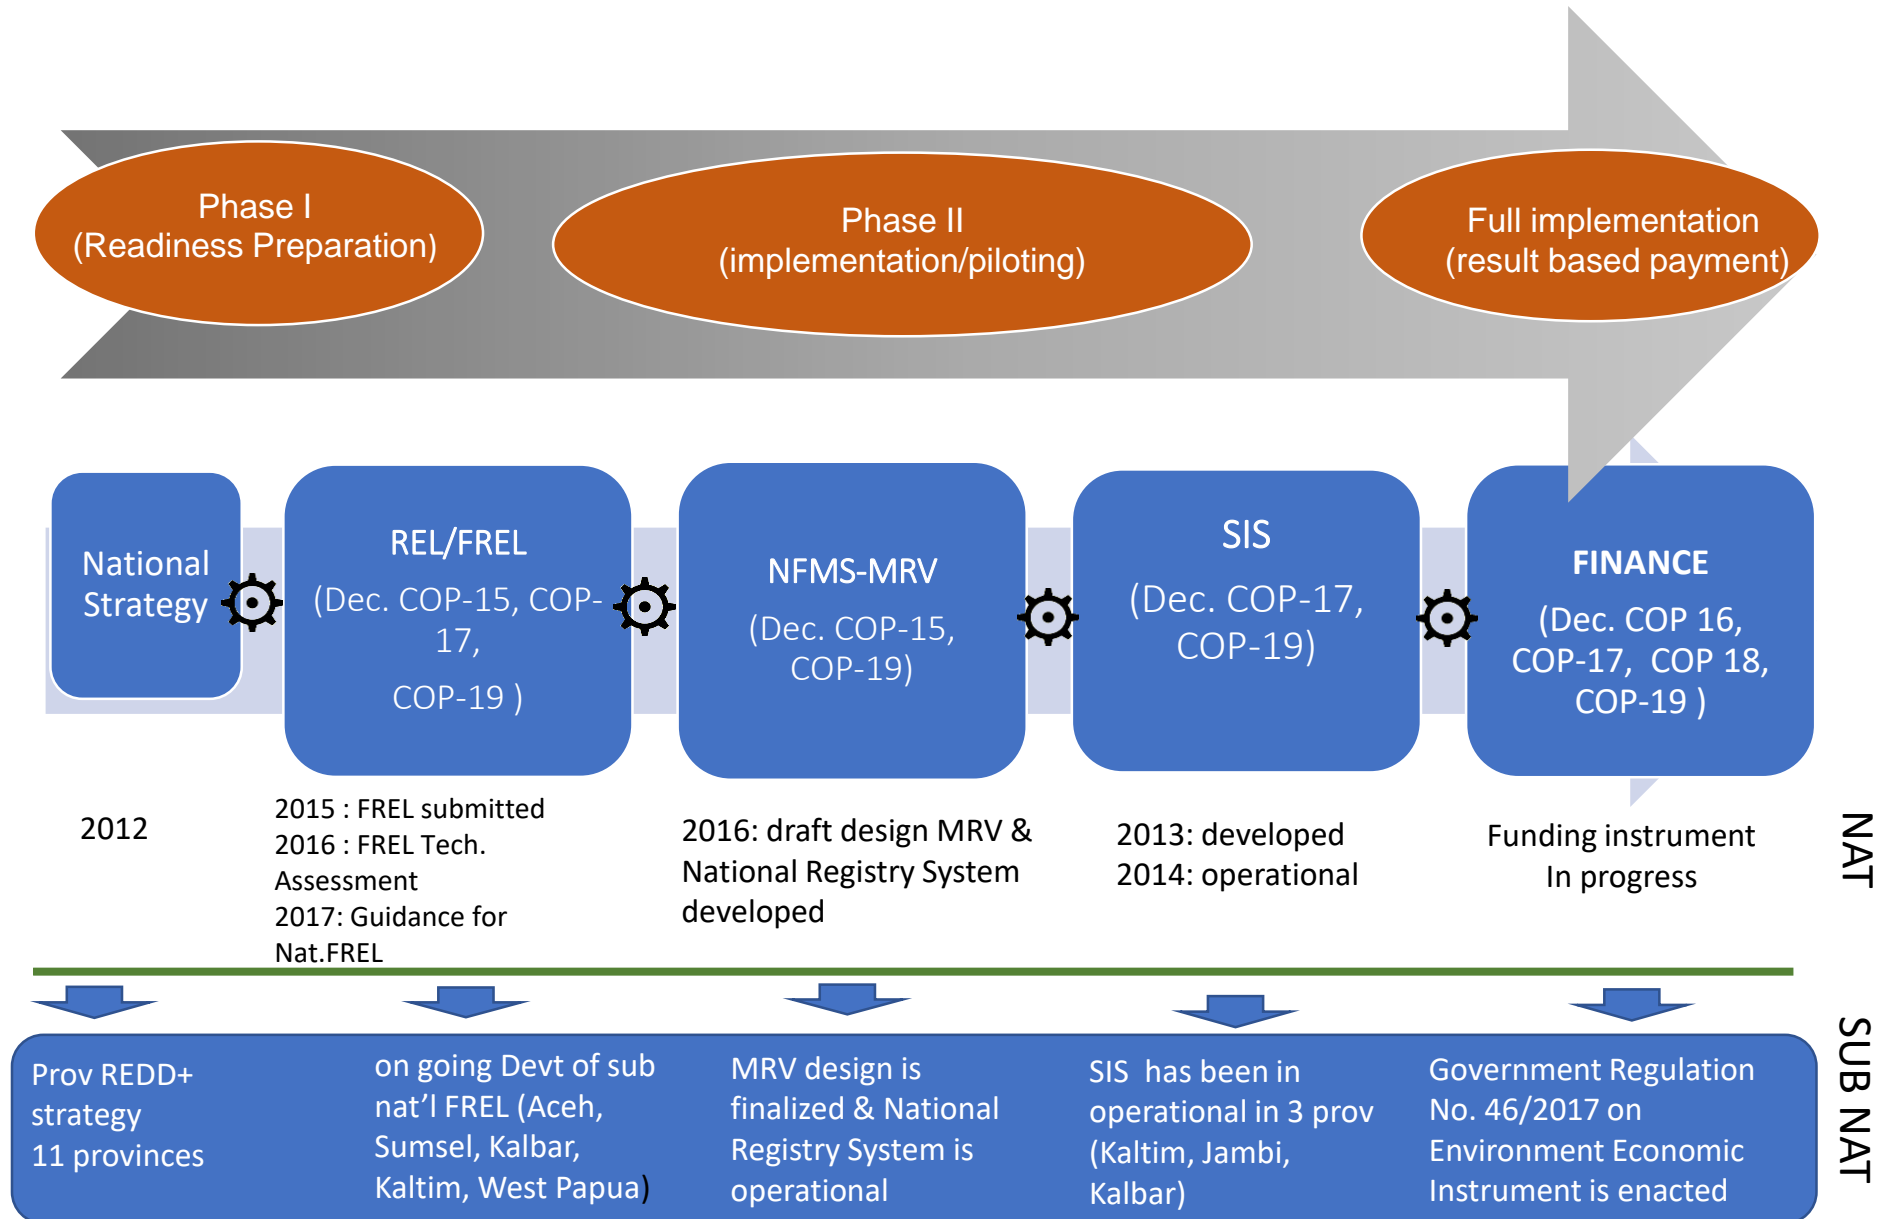 Phase I
(Readiness Preparation)
Phase II
(implementation/piloting)
Full implementation
(result based payment)
National
Strategy
REL/FREL
(Dec. COP-15, COP-
17,
COP-19 )
NFMS-MRV
(Dec. COP-15,
COP-19)
SIS
(Dec. COP-17,
COP-19)
FINANCE
(Dec. COP 16,
COP-17,  COP 18,
COP-19 )
2012
2015 : FREL submitted
2016 : FREL Tech.
Assessment
2017: Guidance for
Nat.FREL
2016: draft design MRV &
National Registry System
developed
2013: developed
2014: operational
Funding instrument
In progress
NAT
Prov REDD+
strategy
11 provinces
on going Devt of sub
nat’l FREL (Aceh,
Sumsel, Kalbar,
Kaltim, West Papua)
MRV design is
finalized & National
Registry System is
operational
SIS  has been in
operational in 3 prov
(Kaltim, Jambi,
Kalbar)
Government Regulation
No. 46/2017 on
Environment Economic
Instrument is enacted
SUB NAT